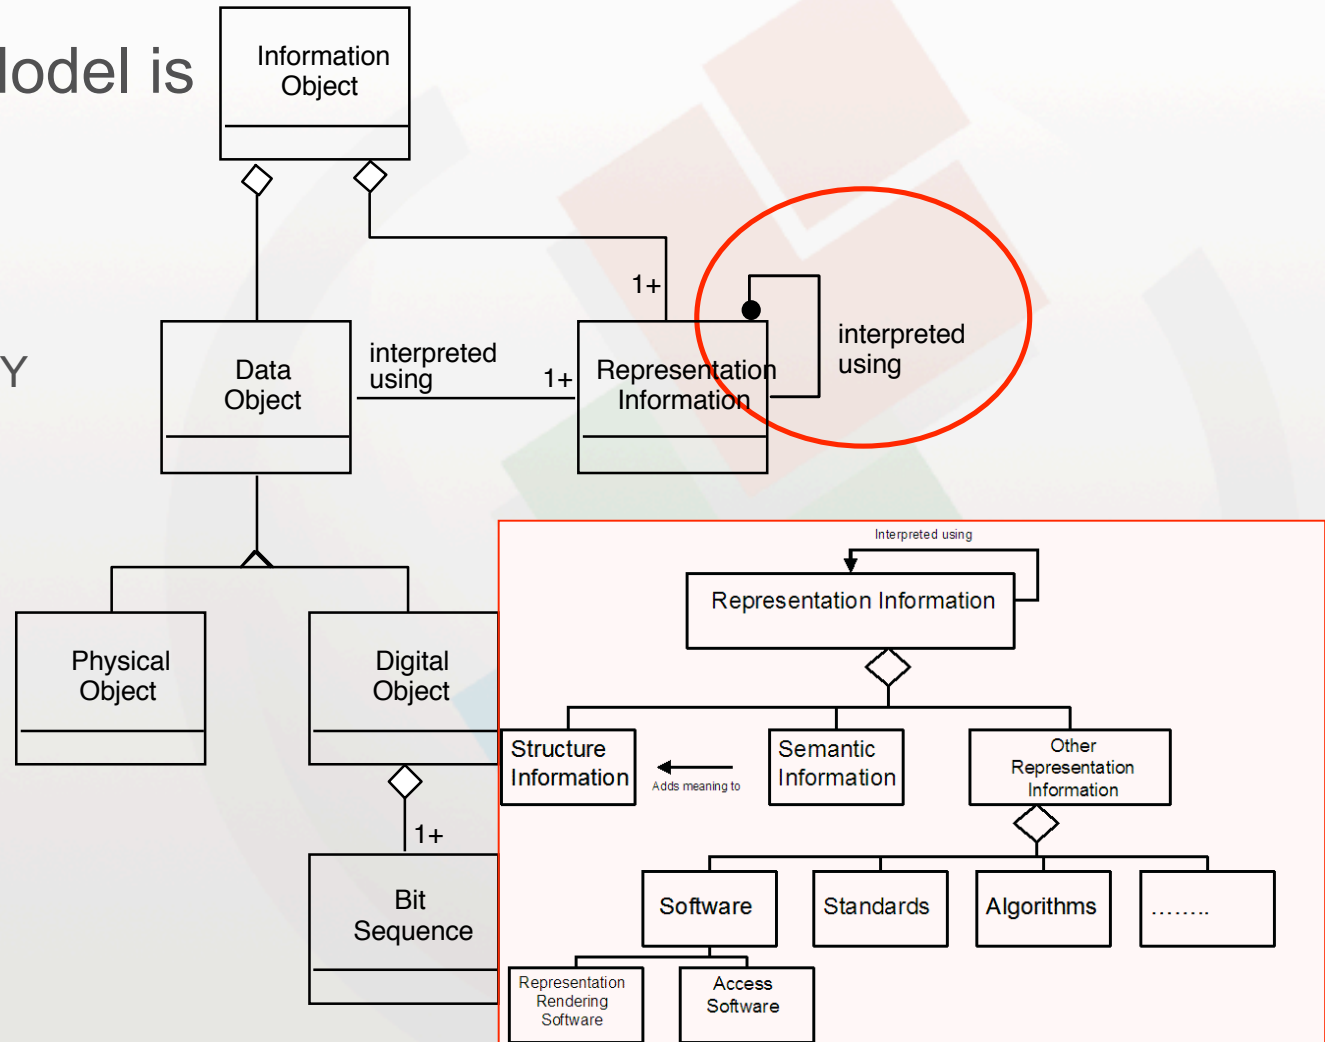 Information
Object
lodel is
1+
interpreted
using
Y
Data
Object
interpreted
using
1+
Representation
Information
Physical
Object
Digital
Object
1+
Bit
Sequence
Interpreted using
Representation Information
Structure
Information
Adds meaning to
Semantic
Information
Other
Representation
Information
Software
Standards
Algorithms
........
Representation
Rendering
Software
Access
Software